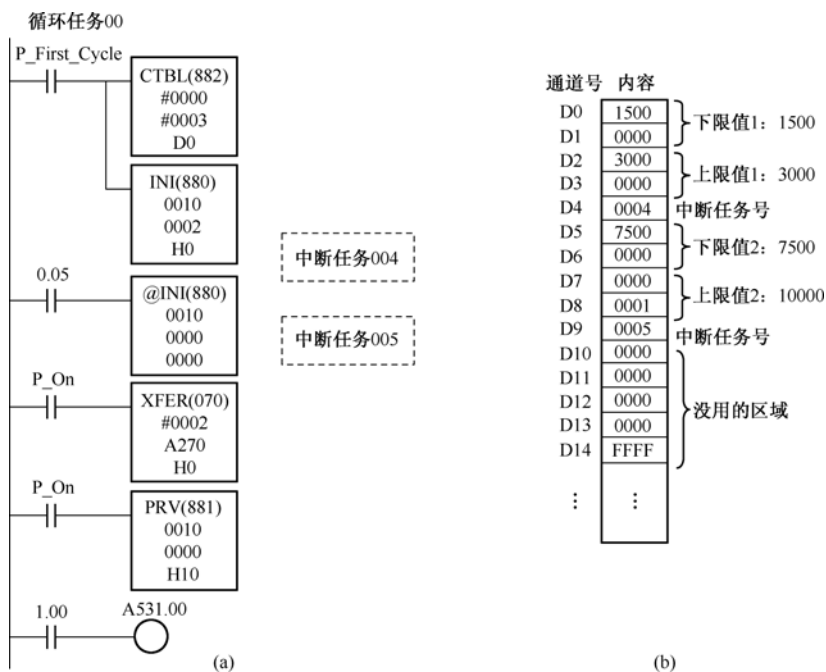 循环任务00
P_First_Cycle
CTBL(882)
#0000
#0003
D0
INI(880)
0010
0002
H0
0.05
@INI(880)
0010
0000
0000
P_On
XFER(070)
#0002
A270
H0
P_On
PRV(881)
0010
0000
H10
1.00
A531.00
(a)
中断任务004
中断任务005
通道号 内容
D0 1500
D1 0000
下限值1：1500
D2 3000
D3 0000
上限值1：3000
D4 0004 中断任务号
D5 7500
D6 0000
下限值2：7500
D7 0000
D8 0001
上限值2：10000
D9 0005 中断任务号
D10 0000
D11 0000
D12 0000
D13 0000
D14 FFFF
没用的区域
⋮ ⋮
(b)